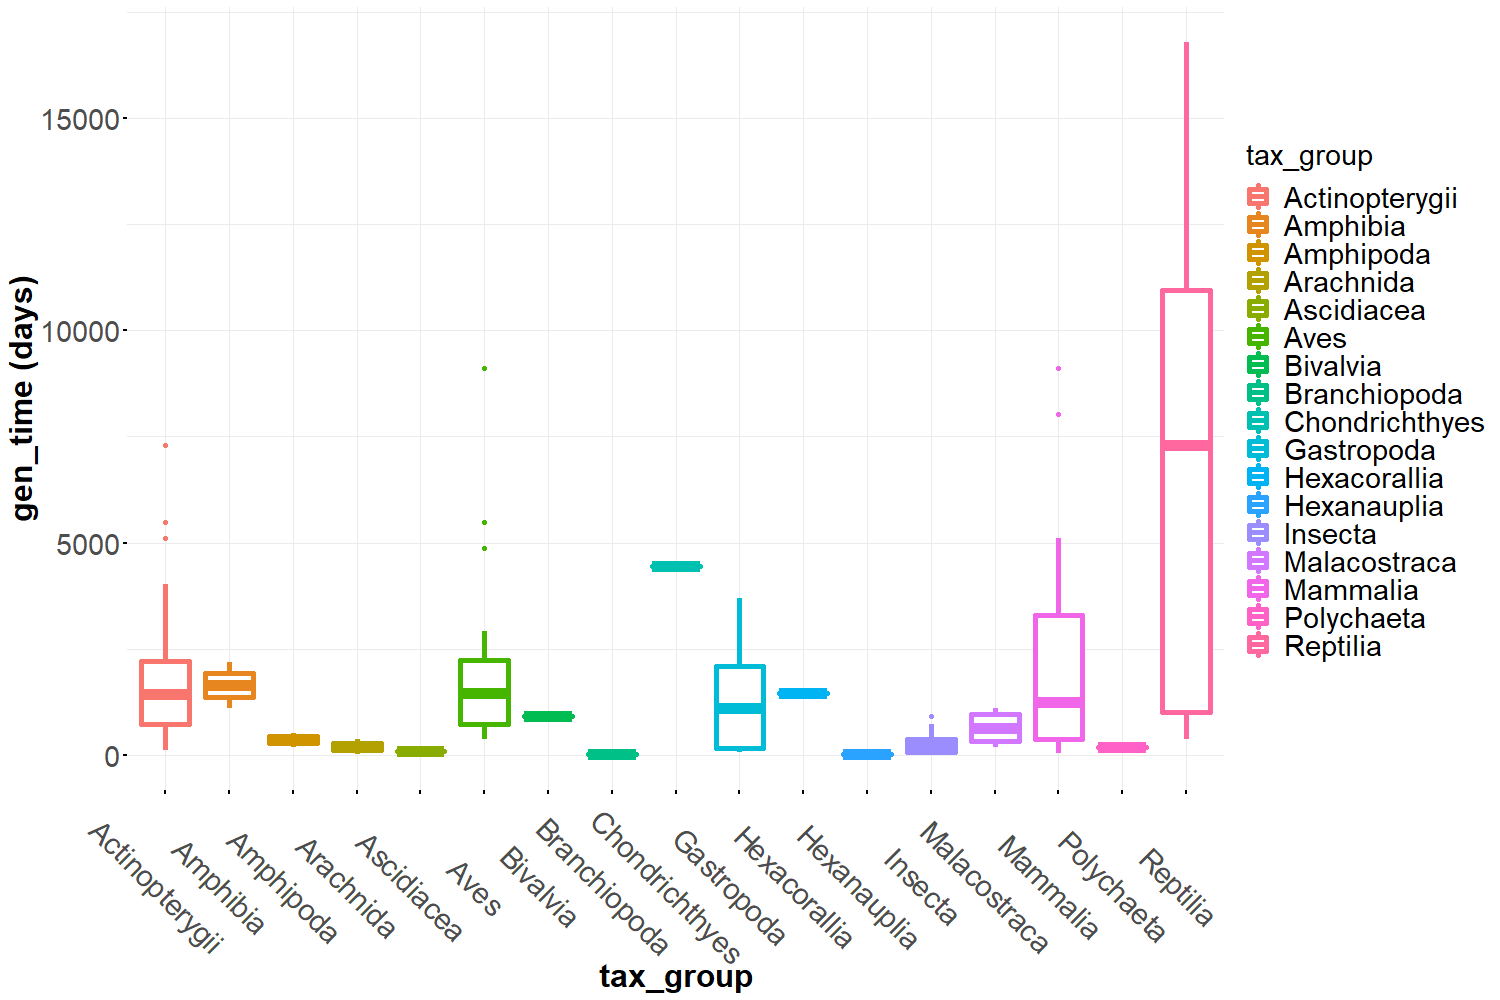 gen_time (days)
15000
10000
5000
0
Actinopterygii
Amphibia
Amphipoda
Arachnida
Ascidiacea
Aves
Bivalvia
Branchiopoda
Chondrichthyes
Gastropoda
Hexacorallia
Hexanauplia
Insecta
Malacostraca
Mammalia
Polychaeta
Reptilia
tax_group
tax_group
Actinopterygii
Amphibia
Amphipoda
Arachnida
Ascidiacea
Aves
Bivalvia
Branchiopoda
Chondrichthyes
Gastropoda
Hexacorallia
Hexanauplia
Insecta
Malacostraca
Mammalia
Polychaeta
Reptilia